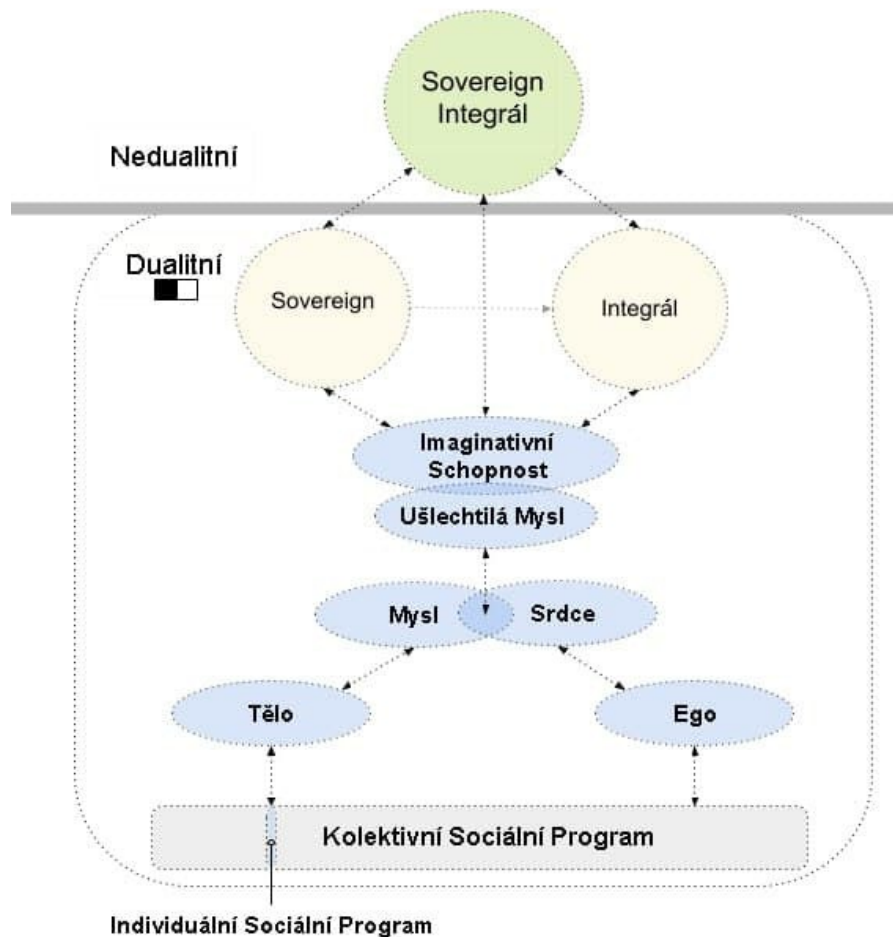 Sovereign
Integrál
Nedualitní
Dualitní
Sovereign
Integrál
Imaginativní
Schopnost
Ušlechtilá Mysl
Mysl
Srdce
Tělo
Ego
Kolektivní Sociální Program
Individuální Sociální Program